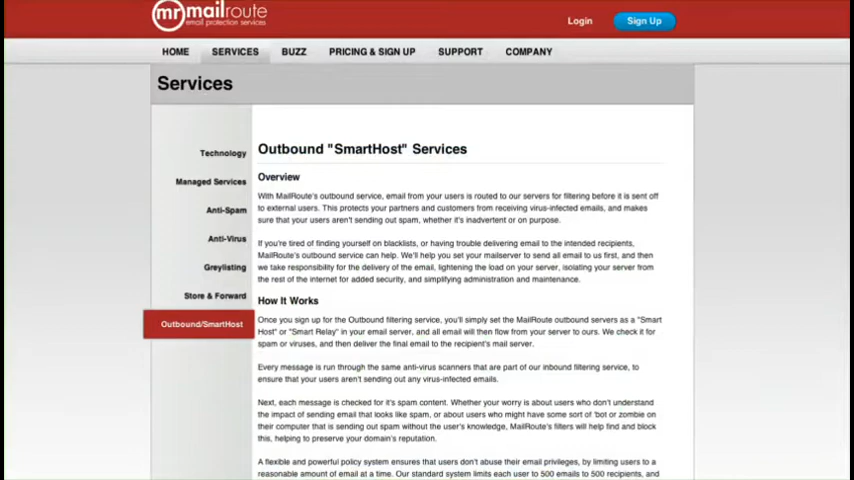 mr mailroute
email protection services
Login
Sign Up
HOME SERVICES BUZZ PRICING & SIGN UP SUPPORT COMPANY
Services
Technology
Managed Services
Anti-Spam
Anti-Virus
Greylisting
Store & Forward
Outbound/SmartHost
Outbound "SmartHost" Services
Overview
With MailRoute's outbound service, email from your users is routed to our servers for filtering before it is sent off
to external users. This protects your partners and customers from receiving virus-infected emails, and makes
sure that your users aren't sending out spam, whether it's inadvertent or on purpose.
If you're tired of finding yourself on blacklists, or having trouble delivering email to the intended recipients,
MailRoute's outbound service can help. We'll help you set your mailserver to send all email to us first, and then
we take responsibility for the delivery of the email, lightening the load on your server, isolating your server from
the rest of the internet for added security, and simplifying administration and maintenance.
How It Works
Once you sign up for the Outbound filtering service, you'll simply set the MailRoute outbound servers as a "Smart
Host" or "Smart Relay" in your email server, and all email will then flow from your server to ours. We check it for
spam or viruses, and then deliver the final email to the recipient's mail server.
Every message is run through the same anti-virus scanners that are part of our inbound filtering service, to
ensure that your users aren't sending out any virus-infected emails.
Next, each message is checked for it's spam content. Whether your worry is about users who don't understand
the impact of sending email that looks like spam, or about users who might have some sort of 'bot or zombie on
their computer that is sending out spam without the user's knowledge, MailRoute's filters will help find and block
this, helping to preserve your domain's reputation.
A flexible and powerful policy system ensures that users don't abuse their email privileges, by limiting users to a
reasonable amount of email at a time. Our standard system limits each user to 500 emails to 500 recipients, and